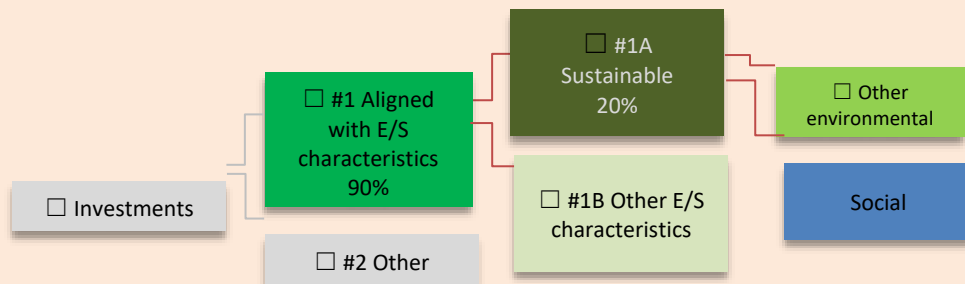 ☐ Investments
☐ #1 Aligned
with E/S
characteristics
90%
☐ #2 Other
☐ #1A
Sustainable
20%
☐ #1B Other E/S
characteristics
☐ Other
environmental
Social